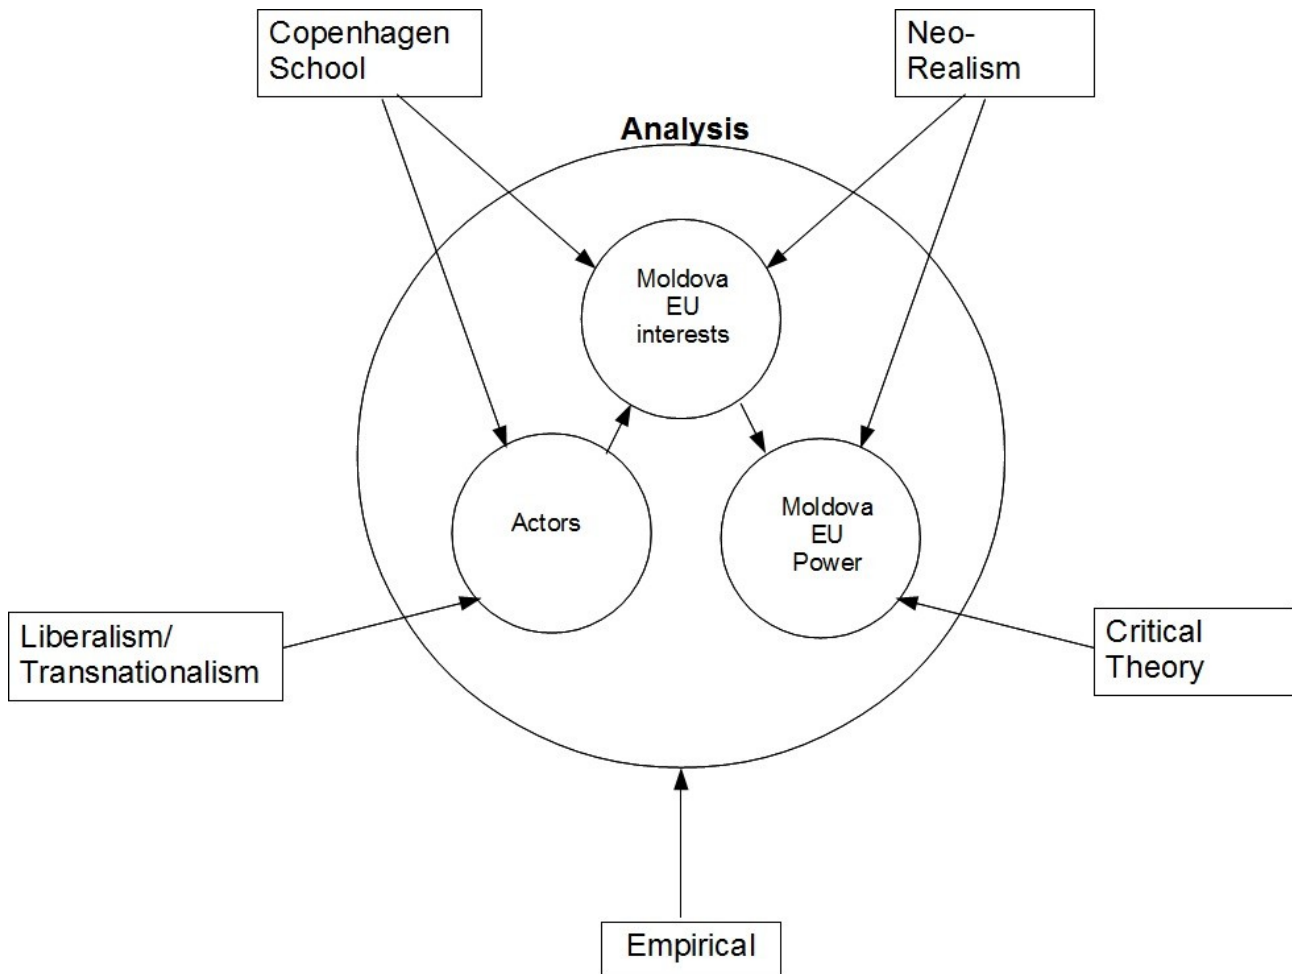 Copenhagen
School
Neo-
Realism
Analysis
Moldova
EU
interests
Actors
Moldova
EU
Power
Liberalism/
Transnationalism
Critical
Theory
Empirical